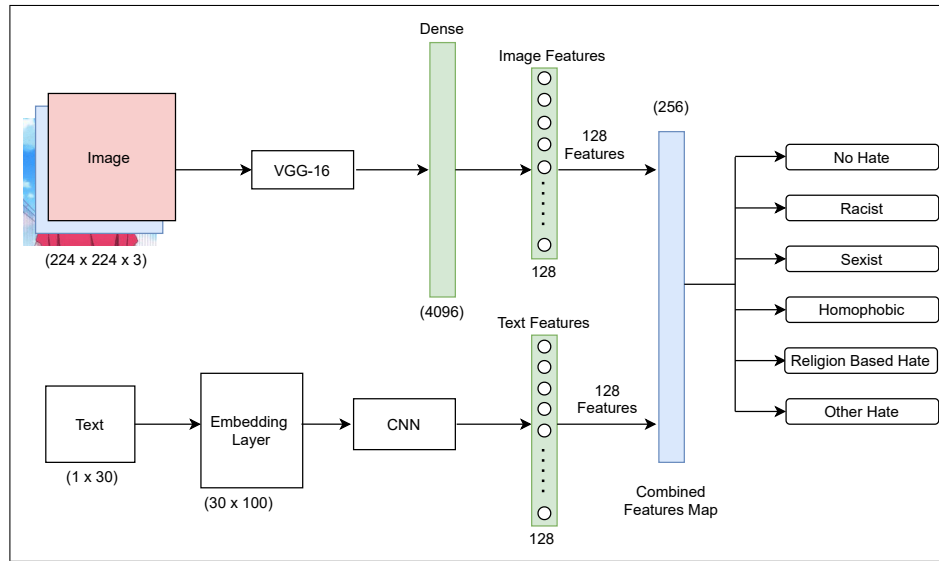 Dense
Image Features
(256)
Image
VGG-16
128
Features
No Hate
Racist
Sexist
Homophobic
Religion Based Hate
Other Hate
(224 x 224 x 3)
128
(4096)
Text Features
Text
Embedding
Layer
CNN
128
Features
(1 x 30)
(30 x 100)
128
Combined
Features Map